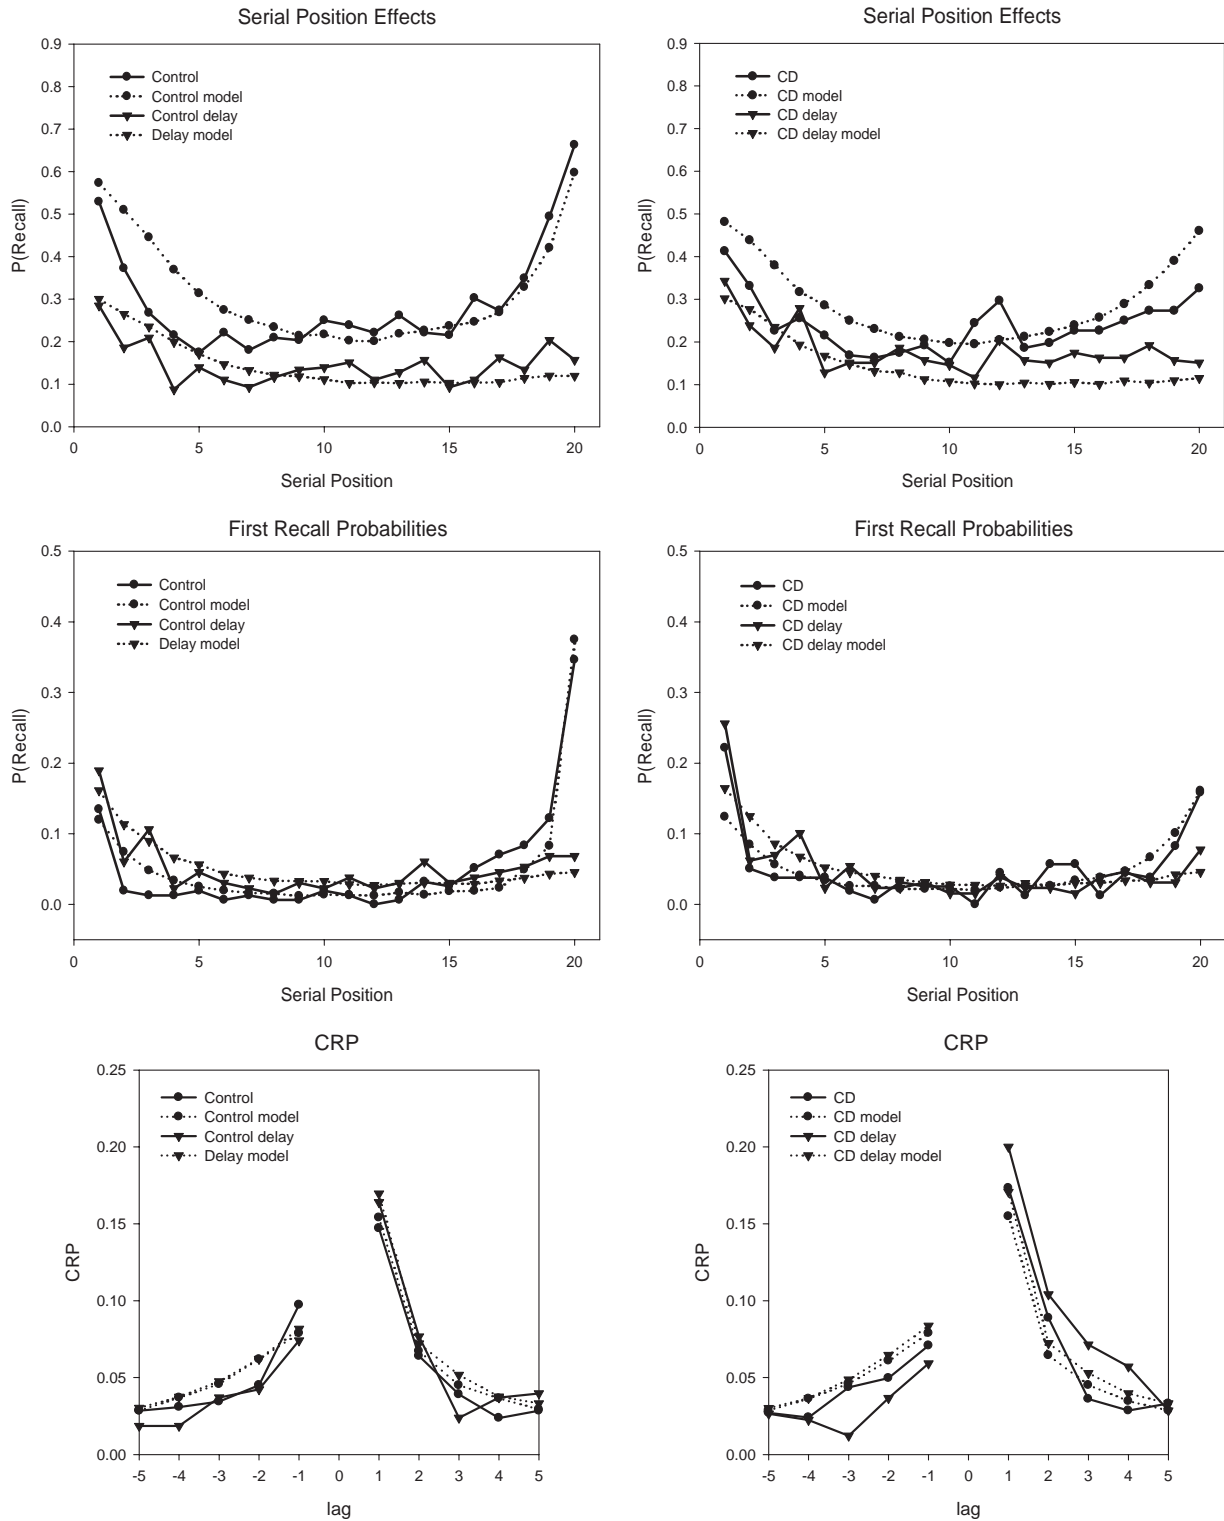 Serial Position Effects
0.9
0.8
0.7
0.6
0.5
0.4
0.3
0.2
0.1
0.0
P(Recall)
Control
Control model
Control delay
Delay model
0 5 10 15 20
Serial Position
Serial Position Effects
0.9
0.8
0.7
0.6
0.5
0.4
0.3
0.2
0.1
0.0
P(Recall)
CD
CD model
CD delay
CD delay model
0 5 10 15 20
Serial Position
First Recall Probabilities
0.5
0.4
0.3
0.2
0.1
0.0
P(Recall)
Control
Control model
Control delay
Delay model
0 5 10 15 20
Serial Position
First Recall Probabilities
0.5
0.4
0.3
0.2
0.1
0.0
P(Recall)
CD
CD model
CD delay
CD delay model
0 5 10 15 20
Serial Position
CRP
0.25
0.20
0.15
0.10
0.05
0.00
CRP
Control
Control model
Control delay
Delay model
-5 -4 -3 -2 -1 0 1 2 3 4 5
lag
CRP
0.25
0.20
0.15
0.10
0.05
0.00
CRP
CD
CD model
CD delay
CD delay model
-5 -4 -3 -2 -1 0 1 2 3 4 5
lag